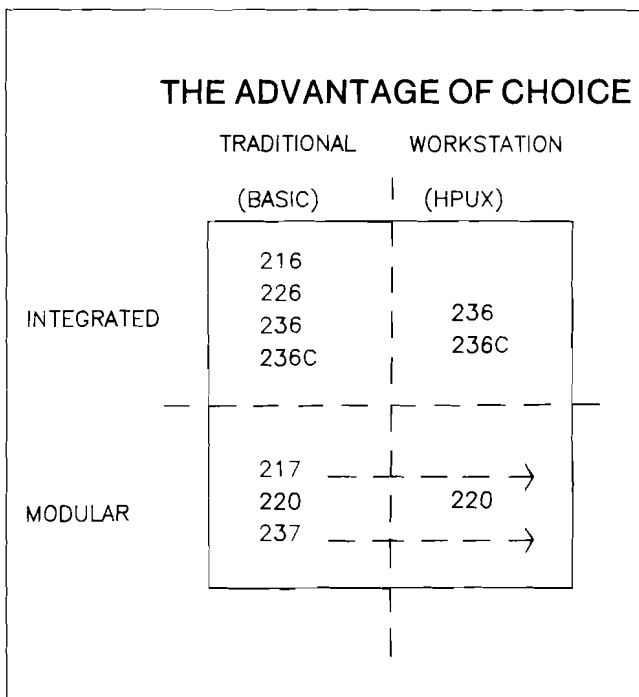 THE ADVANTAGE OF CHOICE
TRADITIONAL WORKSTATION
(BASIC) (HPUX)
INTEGRATED
216
226
236
236C
236
236C
MODULAR
217
220
237
220